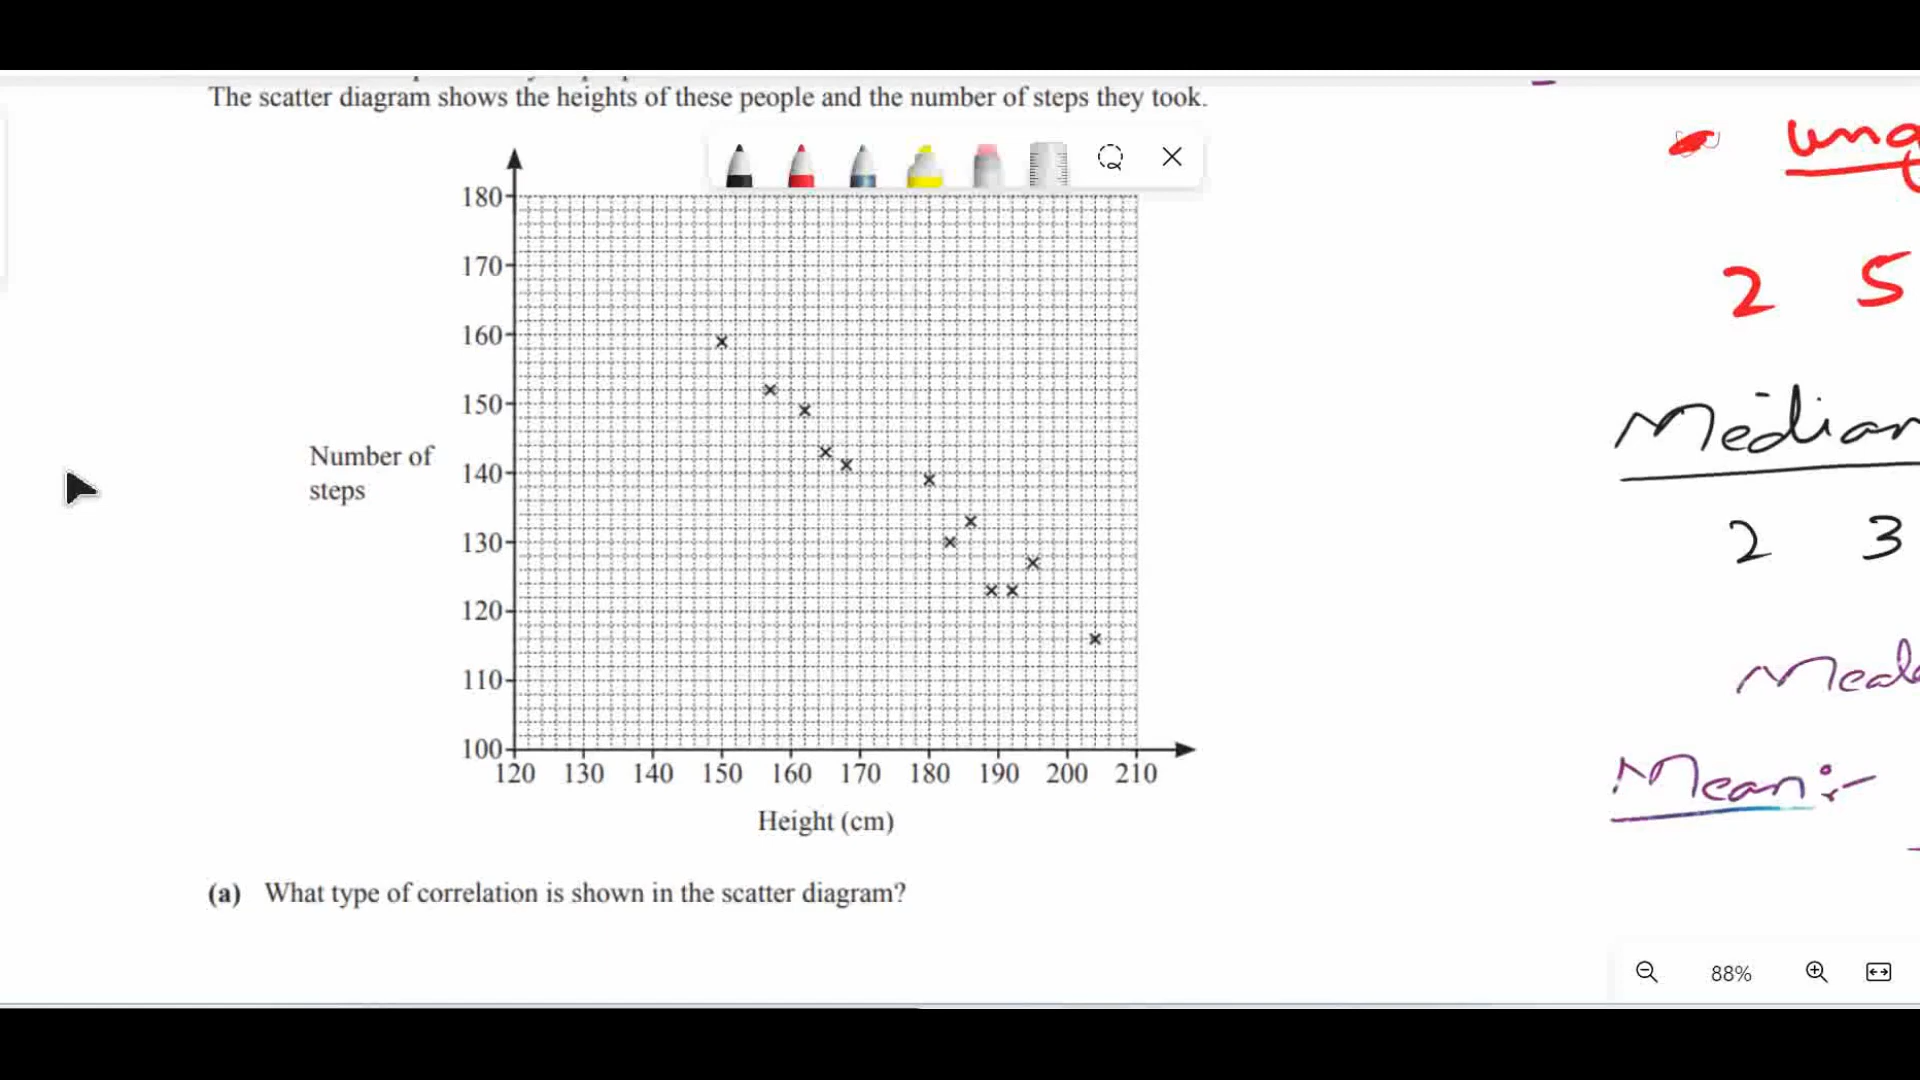 The scatter diagram shows the heights of these people and the number of steps they took.
180
170
160
150
Number of
steps
140
130
120
110
100
120 130 140 150 160 170 180 190 200 210
Height (cm)
(a) What type of correlation is shown in the scatter diagram?
2 5
Median
2 3
Mean:-
88%